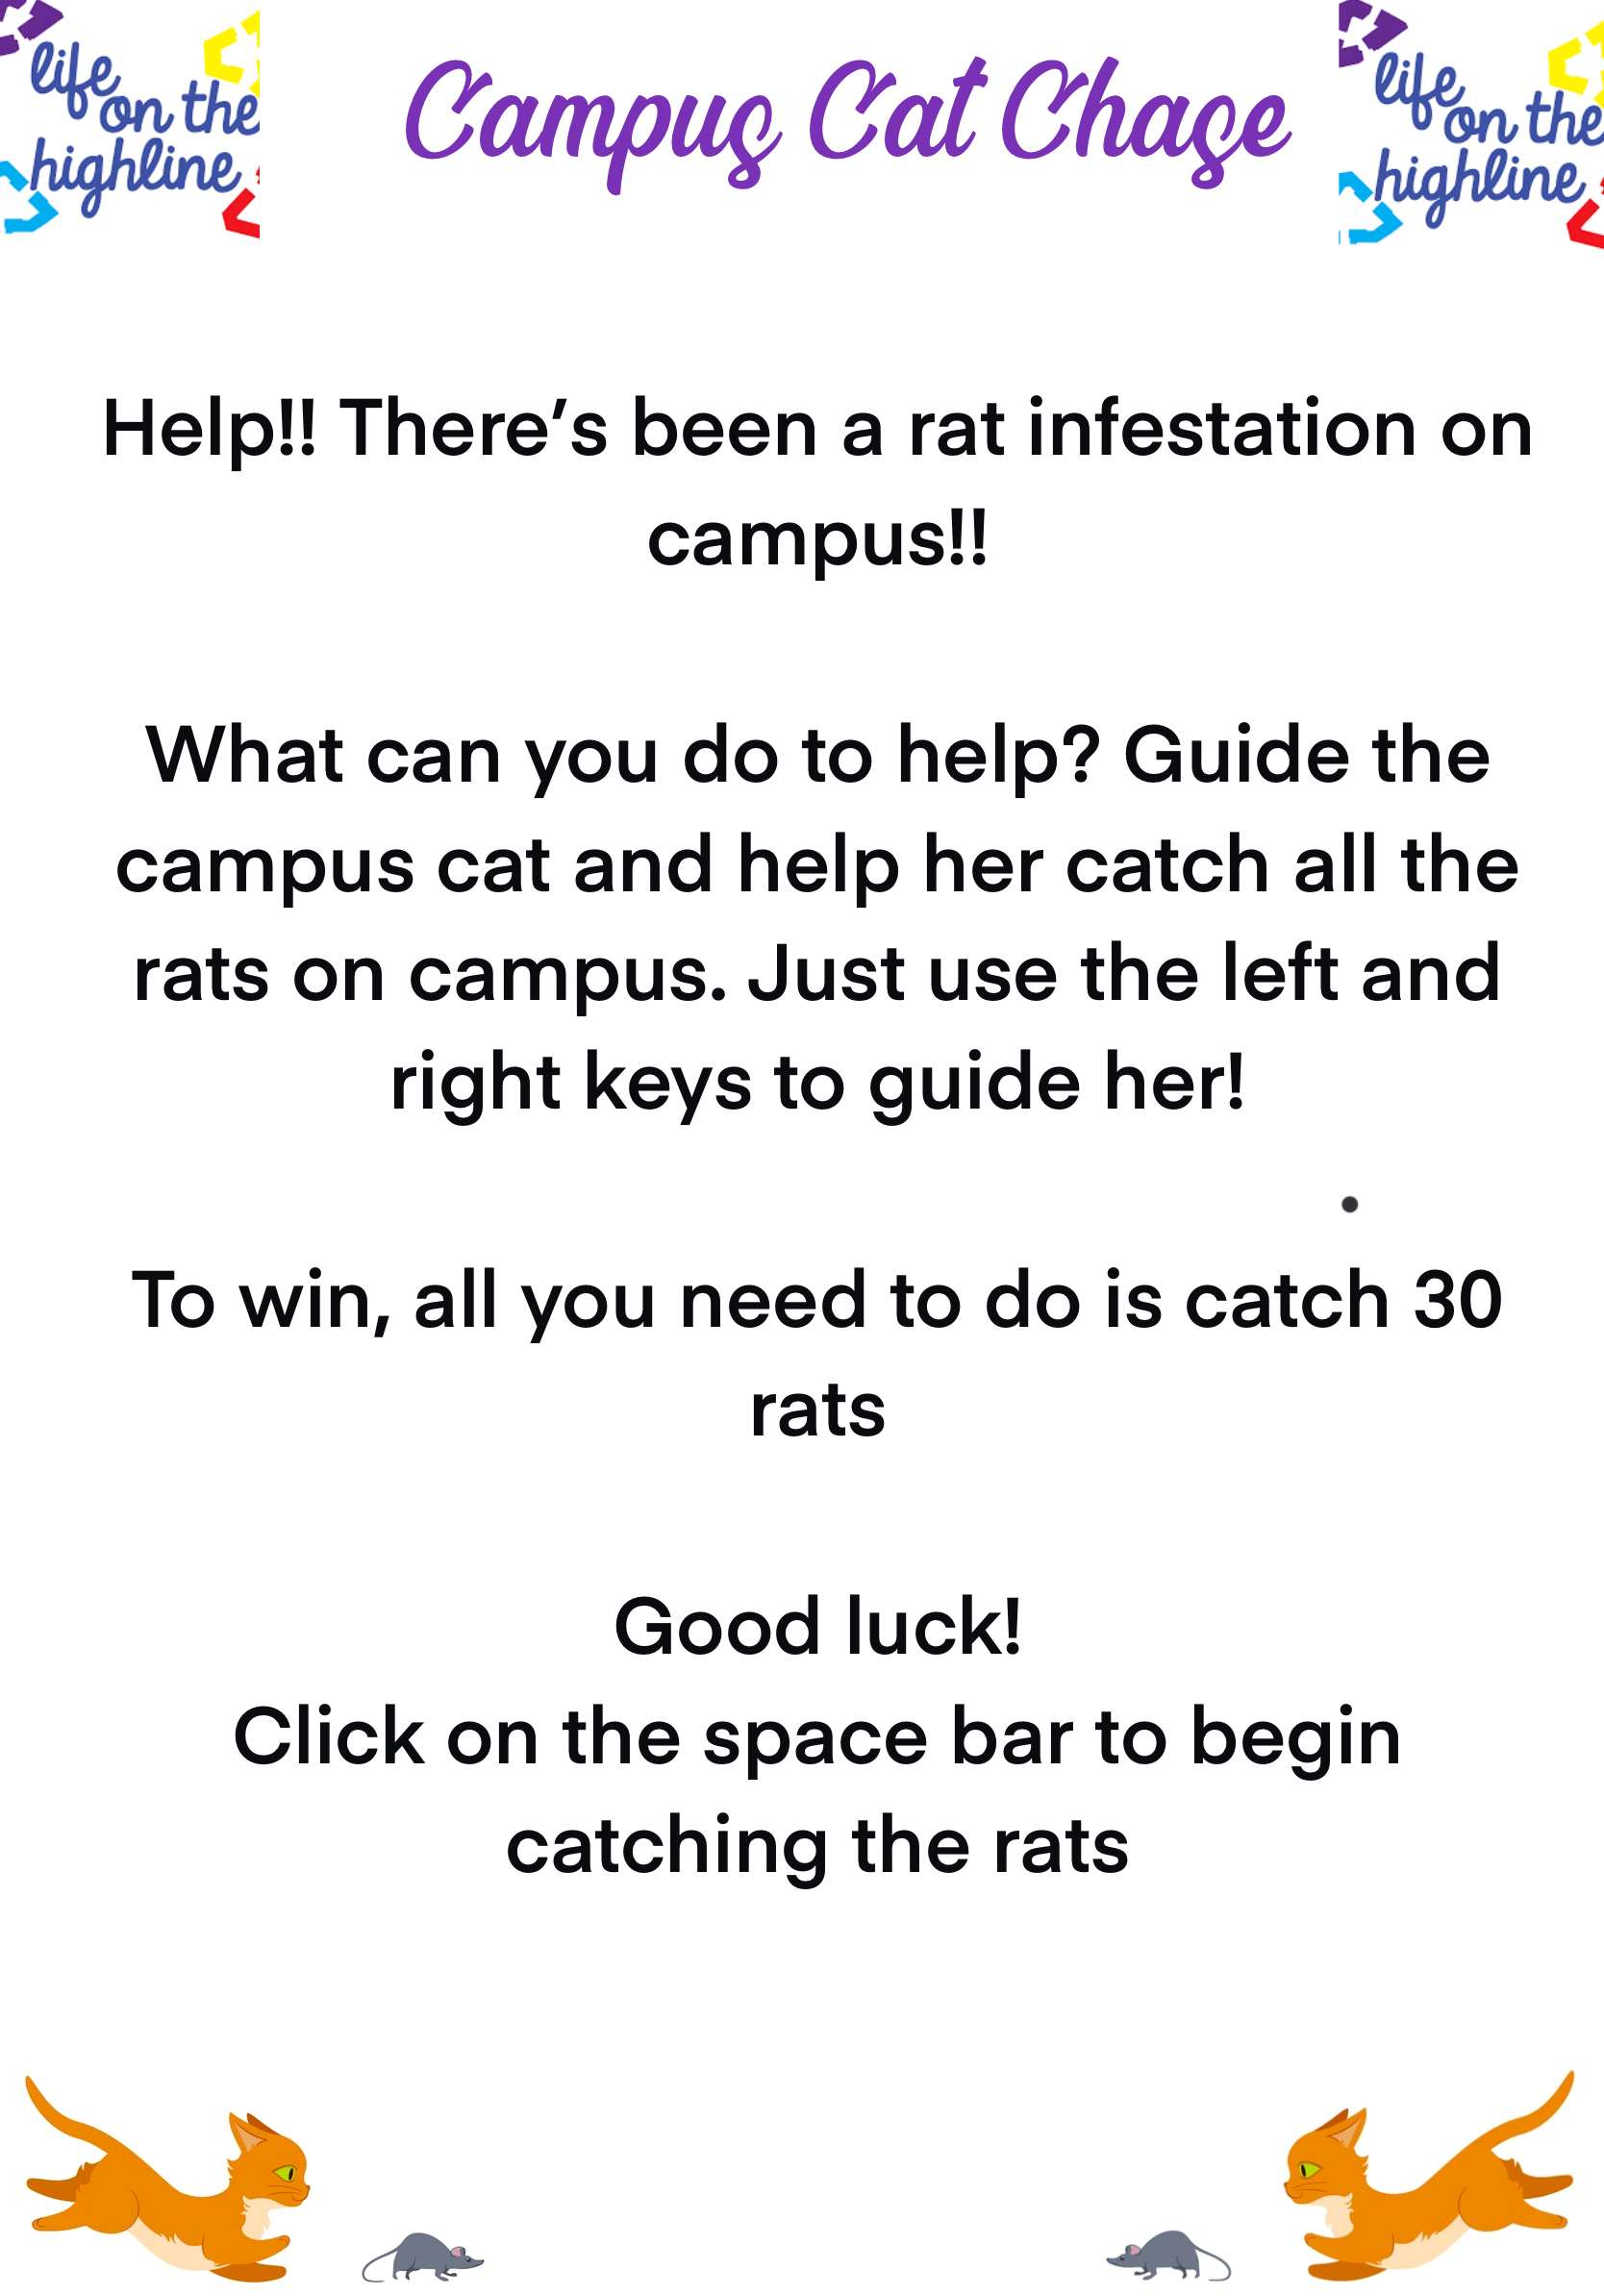 life
on the
highline
Campus Cat Chase
life
on the
highline
Help!! There’s been a rat infestation on
campus!!
What can you do to help? Guide the
campus cat and help her catch all the
rats on campus. Just use the left and
right keys to guide her!
To win, all you need to do is catch 30
rats
Good luck!
Click on the space bar to begin
catching the rats